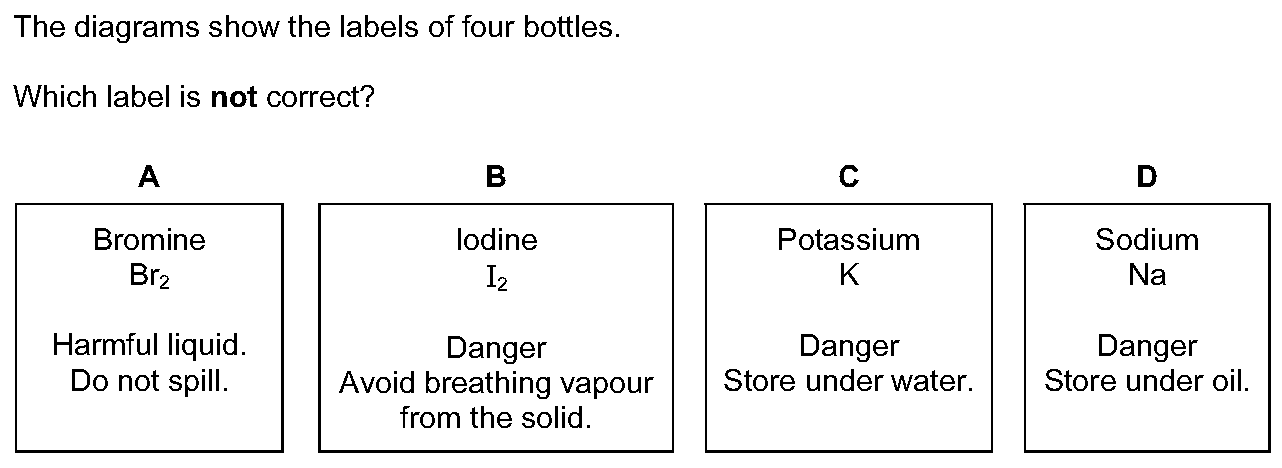 The diagrams show the labels of four bottles.
Which label is not correct?
A
Bromine
Br₂
Harmful liquid.
Do not spill.
B
Iodine
I₂
Danger
Avoid breathing vapour
from the solid.
C
Potassium
K
Danger
Store under water.
D
Sodium
Na
Danger
Store under oil.